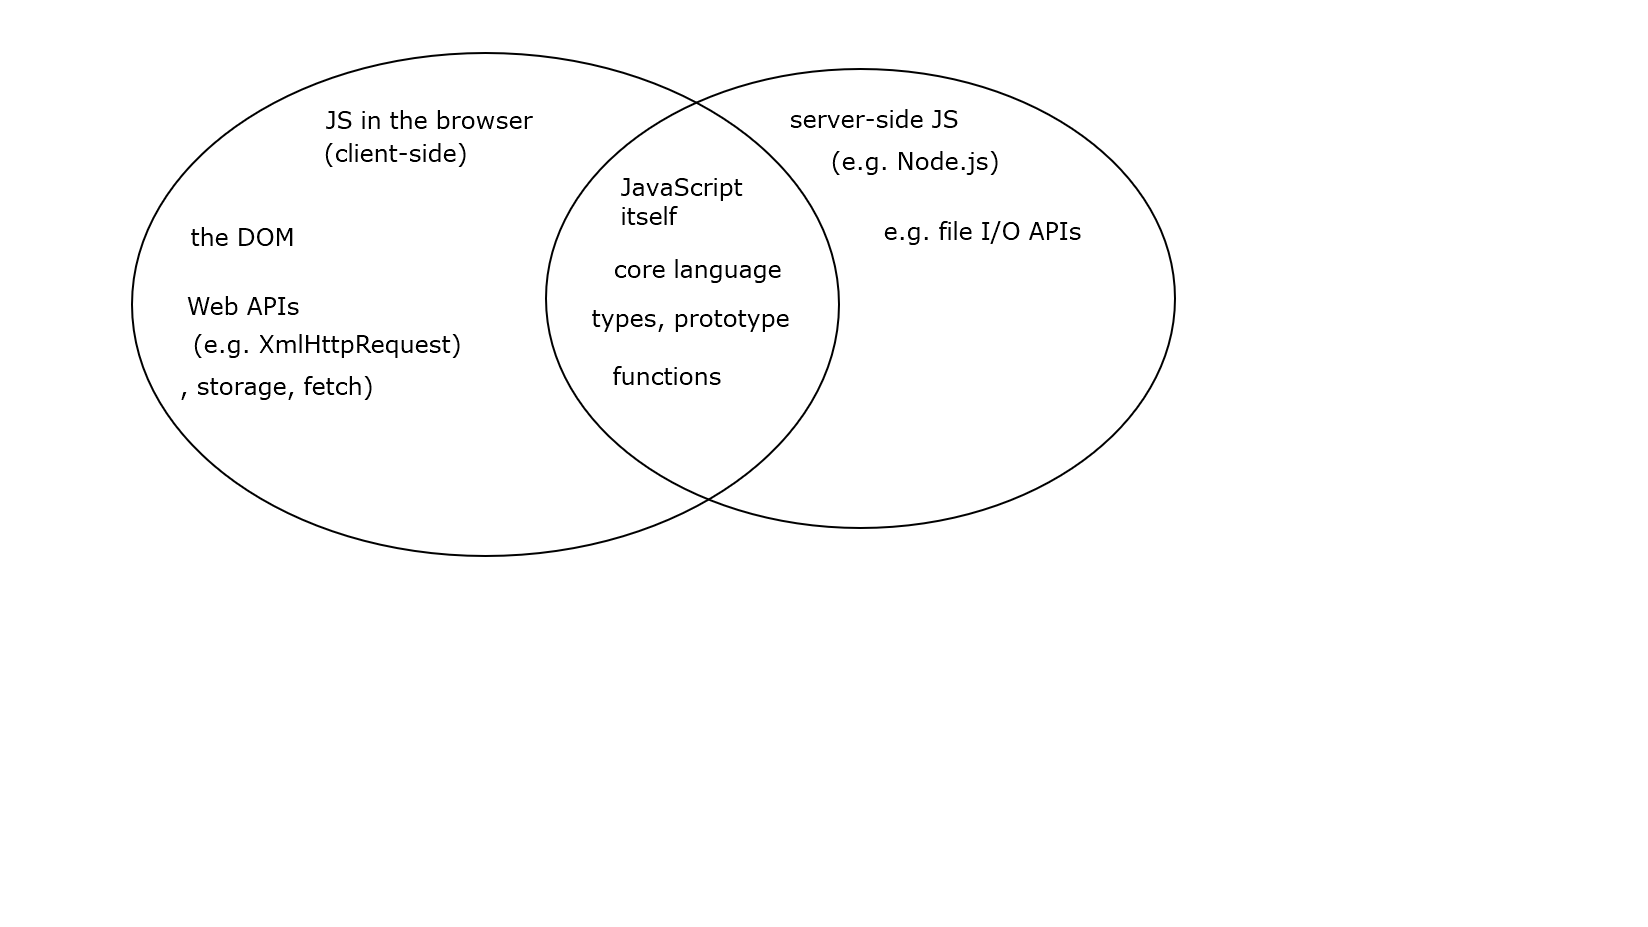 JS in the browser
(client-side)
the DOM
Web APIs
(e.g. XmlHttpRequest)
, storage, fetch)
JavaScript
itself
core language
types, prototype
functions
server-side JS
(e.g. Node.js)
e.g. file I/O APIs